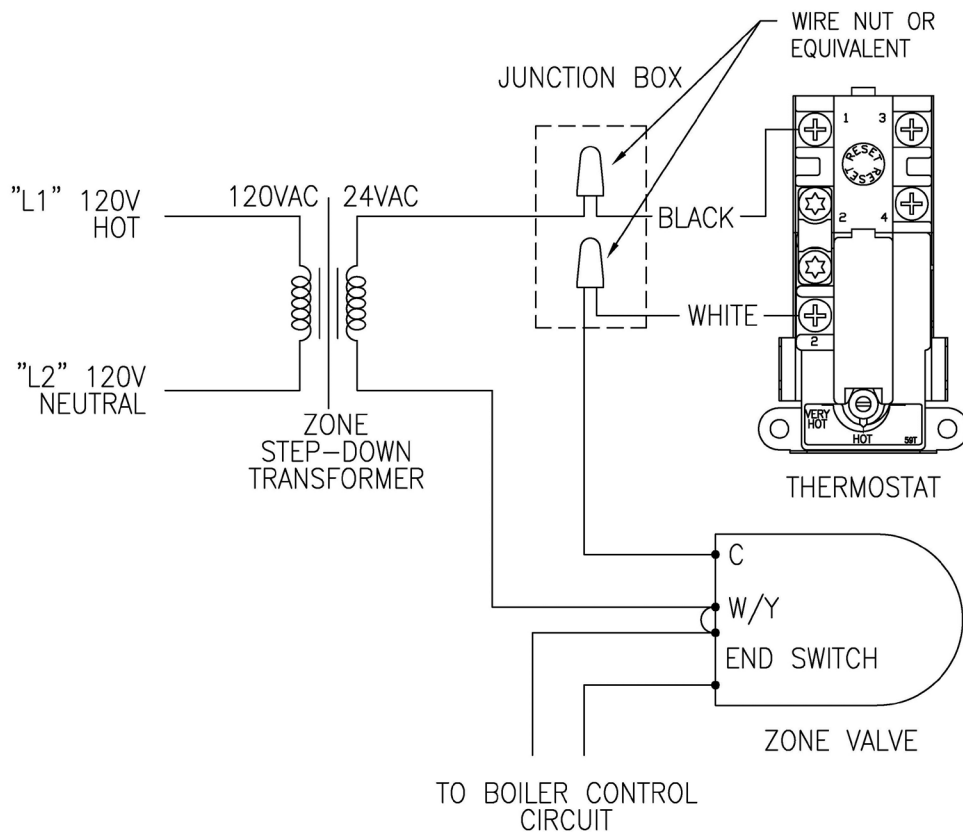 WIRE NUT OR
EQUIVALENT
JUNCTION BOX
"L1" 120V
HOT
120VAC
24VAC
BLACK
WHITE
"L2" 120V
NEUTRAL
ZONE
STEP-DOWN
TRANSFORMER
1 3
RESET
RESET
2 4
2
VERY
HOT
HOT
59T
THERMOSTAT
C
W/Y
END SWITCH
ZONE VALVE
TO BOILER CONTROL
CIRCUIT